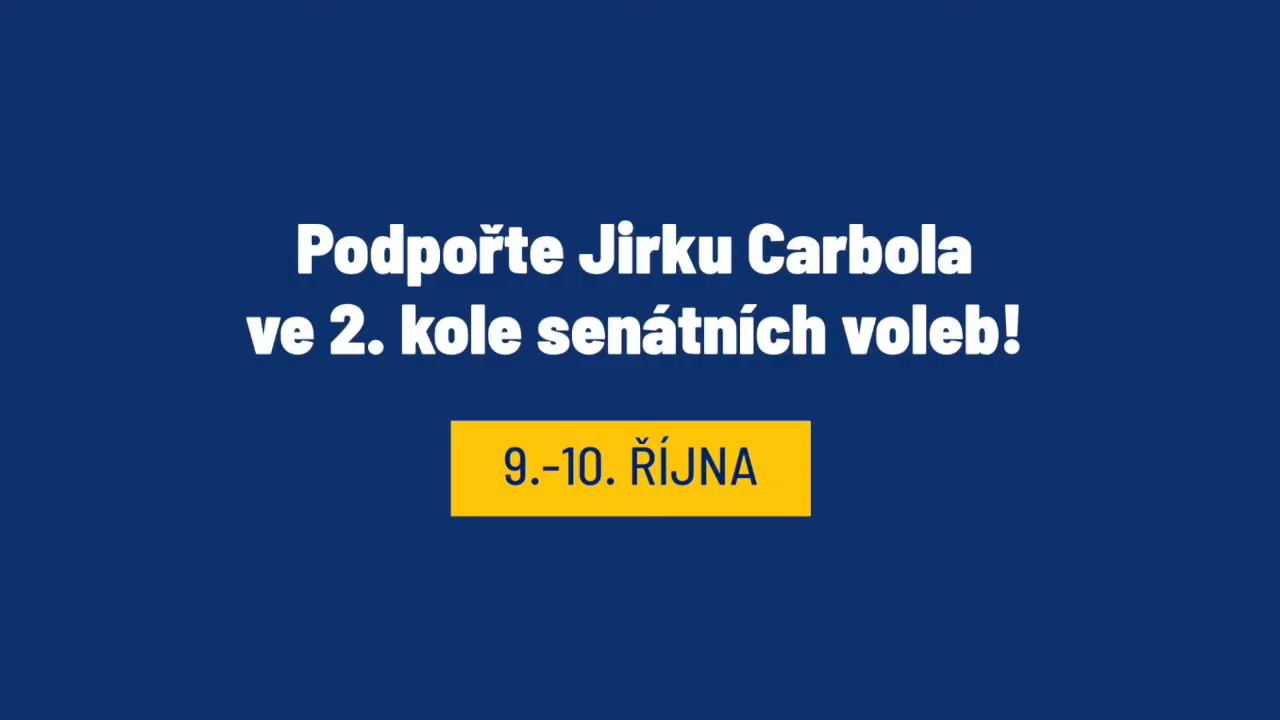 Podpořte Jirku Carbola
ve 2. kole senátních voleb!
9.-10. ŘÍJNA